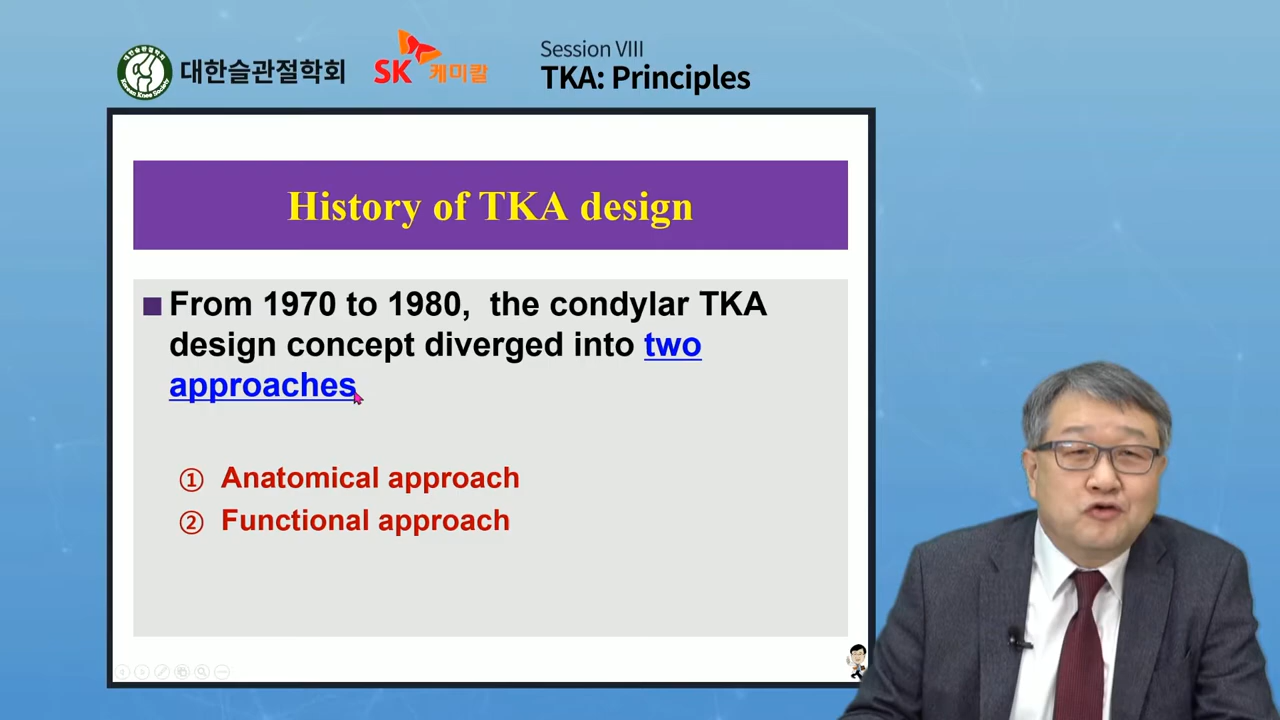 대한슬관절학회
SK 케미칼
Session VIII
TKA: Principles
History of TKA design
■ From 1970 to 1980, the condylar TKA
design concept diverged into two
approaches
① Anatomical approach
② Functional approach